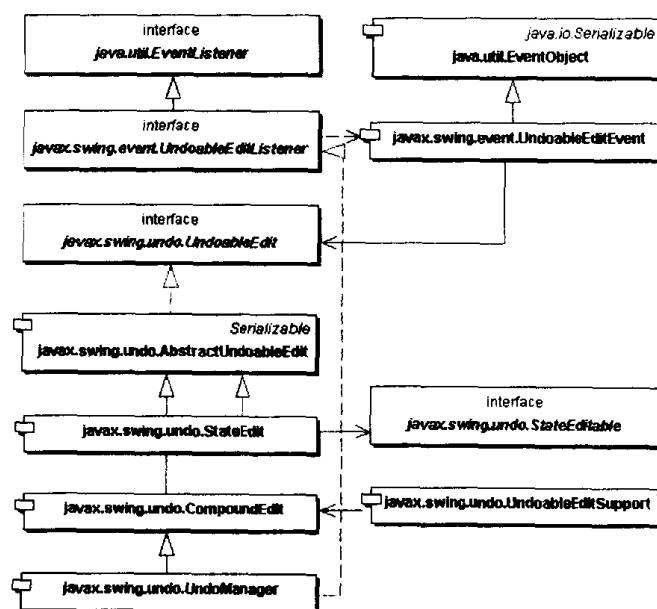 interface
java.util.EventListener
java.io.Serializable
java.util.EventObject
interface
javax.swing.event.UndoableEditListener
javax.swing.event.UndoableEditEvent
interface
javax.swing.undo.UndoableEdit
Serializable
javax.swing.undo.AbstractUndoableEdit
javax.swing.undo.StateEdit
interface
javax.swing.undo.StateEditable
javax.swing.undo.CompoundEdit
javax.swing.undo.UndoableEditSupport
javax.swing.undo.UndoManager